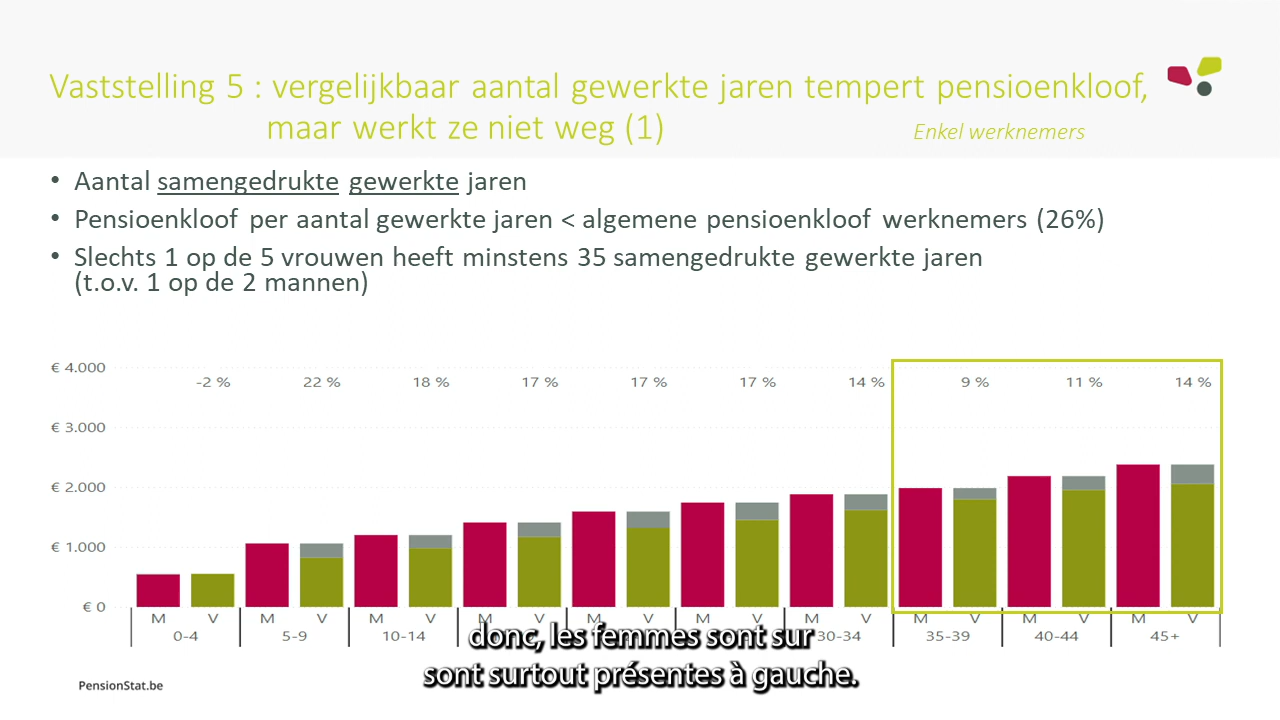 Vaststelling 5 : vergelijkbaar aantal gewerkte jaren tempert pensioenkloof,
maar werkt ze niet weg (1)
Enkel werknemers
• Aantal samengedrukte gewerkte jaren
• Pensioenkloof per aantal gewerkte jaren < algemene pensioenkloof werknemers (26%)
• Slechts 1 op de 5 vrouwen heeft minstens 35 samengedrukte gewerkte jaren
(t.o.v. 1 op de 2 mannen)
€ 4.000
-2 % 22 % 18 % 17 % 17 % 17 % 14 % 9 % 11 % 14 %
€ 3.000
€ 2.000
€ 1.000
€ 0
M V M V M V M V M V M V M V M V M V M V
0-4 5-9 10-14 30-34 35-39 40-44 45+
donc, les femmes sont sur
sont surtout présentes à gauche.
PensionStat.be